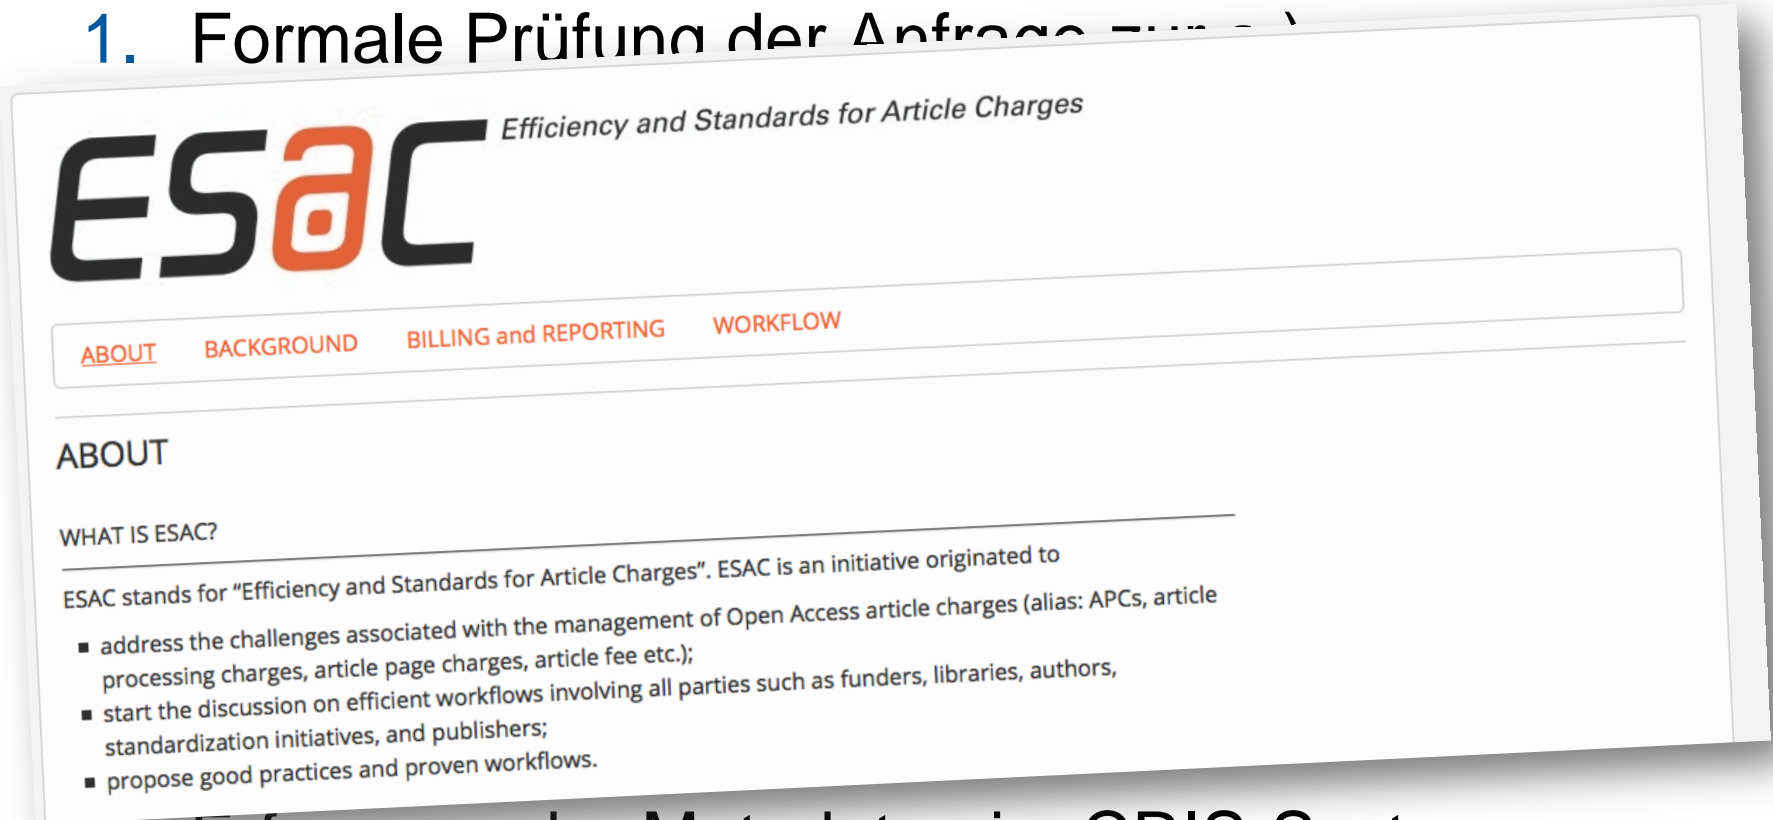 1. Formale Prüfung der Anfrage zur
ESAC Efficiency and Standards for Article Charges
ABOUT BACKGROUND BILLING and REPORTING WORKFLOW
ABOUT
WHAT IS ESAC?
ESAC stands for “Efficiency and Standards for Article Charges”. ESAC is an initiative originated to
▪ address the challenges associated with the management of Open Access article charges (alias: APCs, article
processing charges, article page charges, article fee etc.);
▪ start the discussion on efficient workflows involving all parties such as funders, libraries, authors,
standardization initiatives, and publishers;
▪ propose good practices and proven workflows.